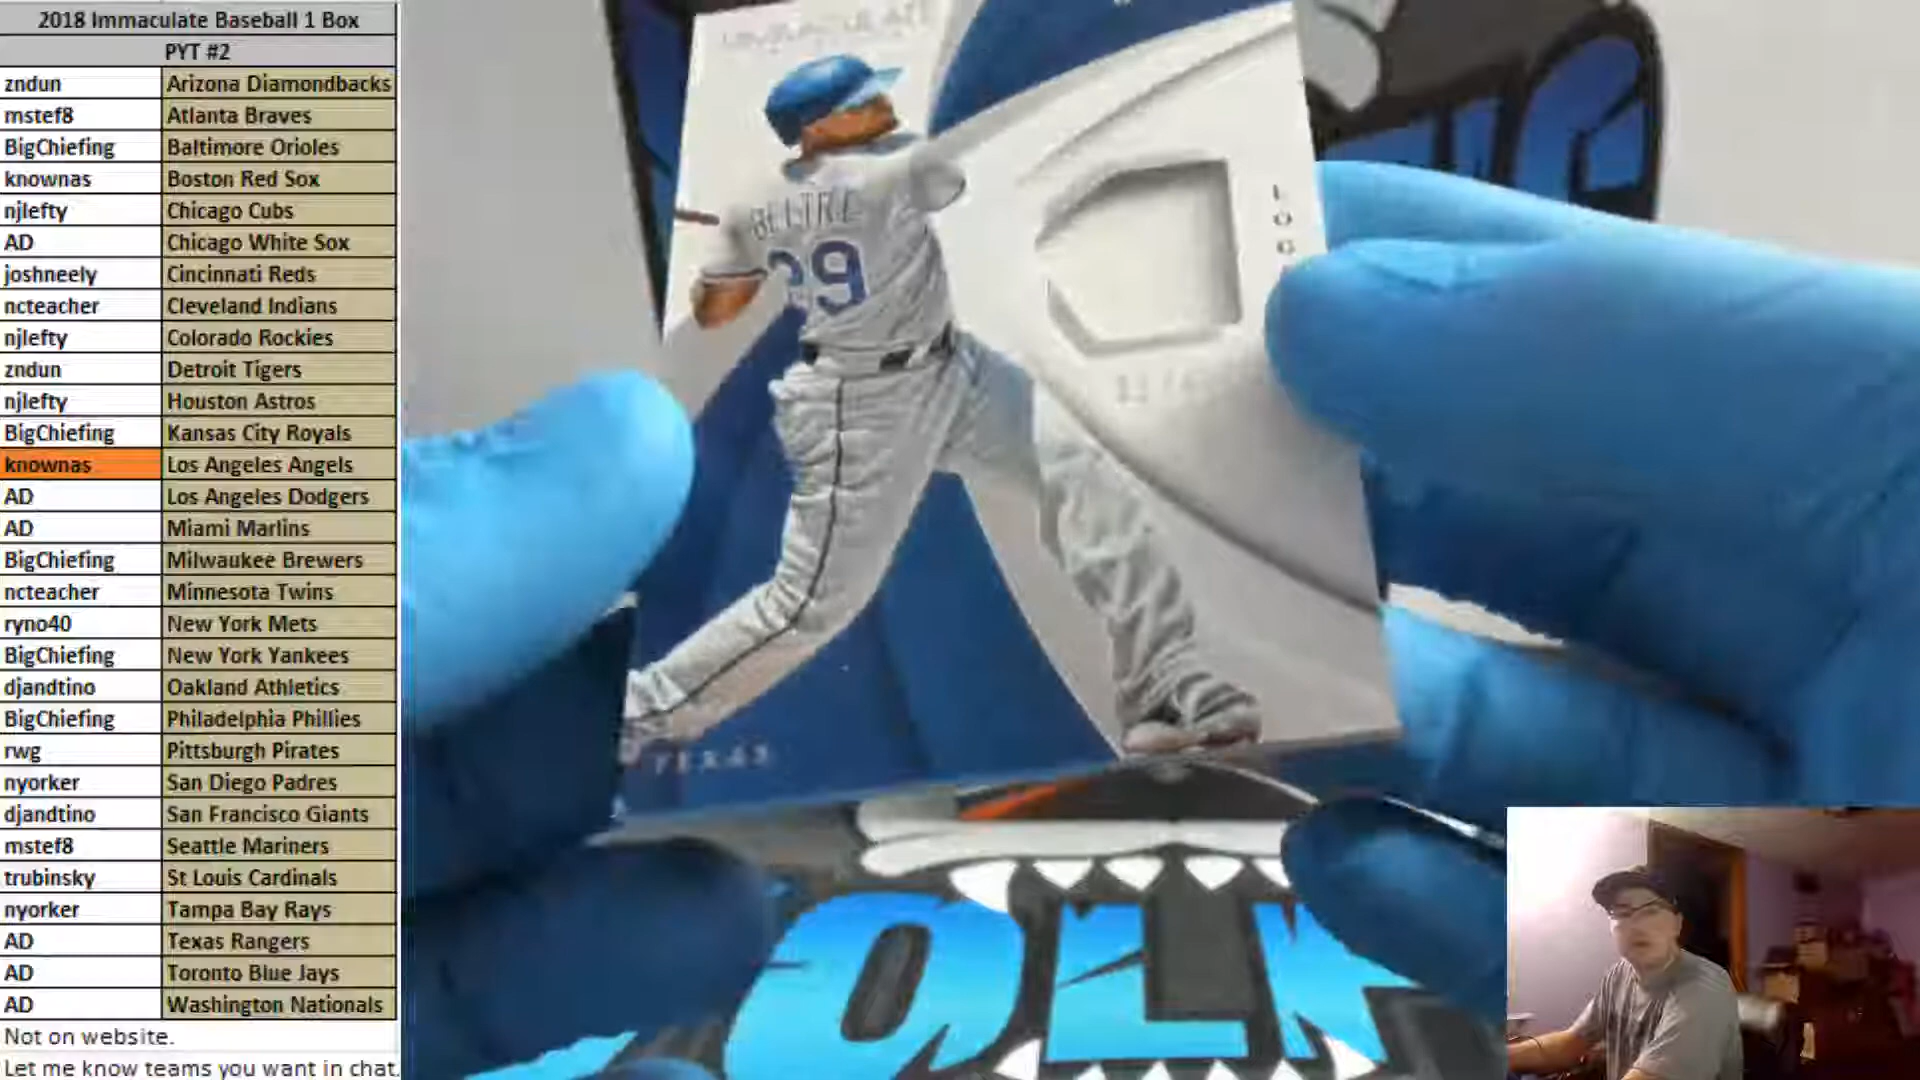 2018 Immaculate Baseball 1 Box
PYT #2
zndun Arizona Diamondbacks
mstef8 Atlanta Braves
BigChiefing Baltimore Orioles
knownas Boston Red Sox
njlefty Chicago Cubs
AD Chicago White Sox
joshneely Cincinnati Reds
ncteacher Cleveland Indians
njlefty Colorado Rockies
zndun Detroit Tigers
njlefty Houston Astros
BigChiefing Kansas City Royals
knownas Los Angeles Angels
AD Los Angeles Dodgers
AD Miami Marlins
BigChiefing Milwaukee Brewers
ncteacher Minnesota Twins
ryno40 New York Mets
BigChiefing New York Yankees
djandtino Oakland Athletics
BigChiefing Philadelphia Phillies
rwg Pittsburgh Pirates
nyorker San Diego Padres
djandtino San Francisco Giants
mstef8 Seattle Mariners
trubinsky St Louis Cardinals
nyorker Tampa Bay Rays
AD Texas Rangers
AD Toronto Blue Jays
AD Washington Nationals
Not on website.
Let me know teams you want in chat.
IMMACULATE
BELTRE
29
TEXAS